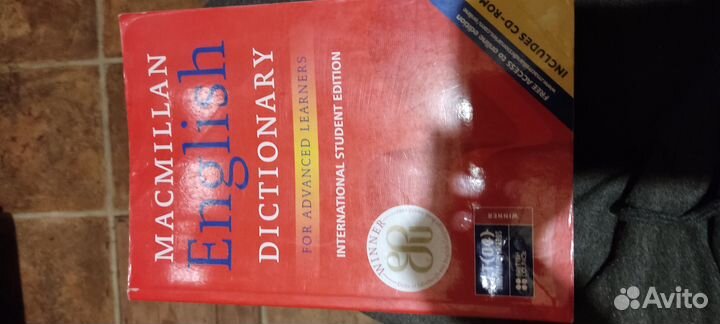 MACMILLAN
English
DICTIONARY
FOR ADVANCED LEARNERS
INTERNATIONAL STUDENT EDITION
FREE ACCESS to online edition
INCLUDES CD-ROM
WINNER
WINNER
Avito